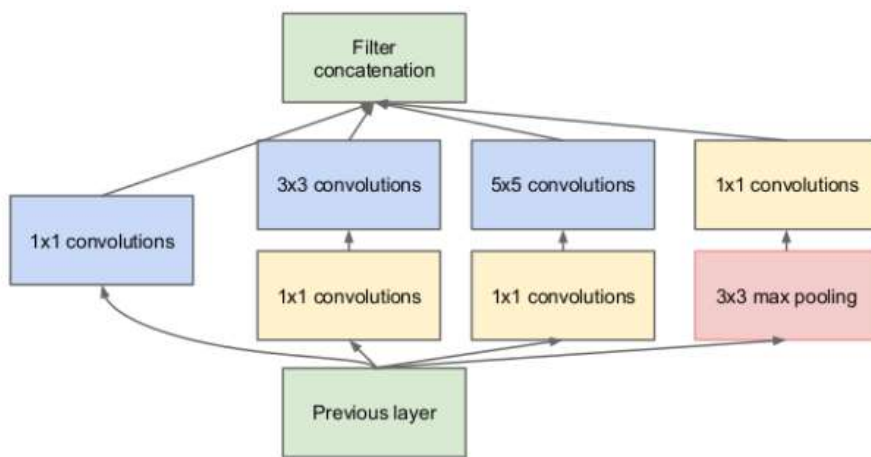 Filter
concatenation
3x3 convolutions
5x5 convolutions
1x1 convolutions
1x1 convolutions
1x1 convolutions
1x1 convolutions
3x3 max pooling
Previous layer